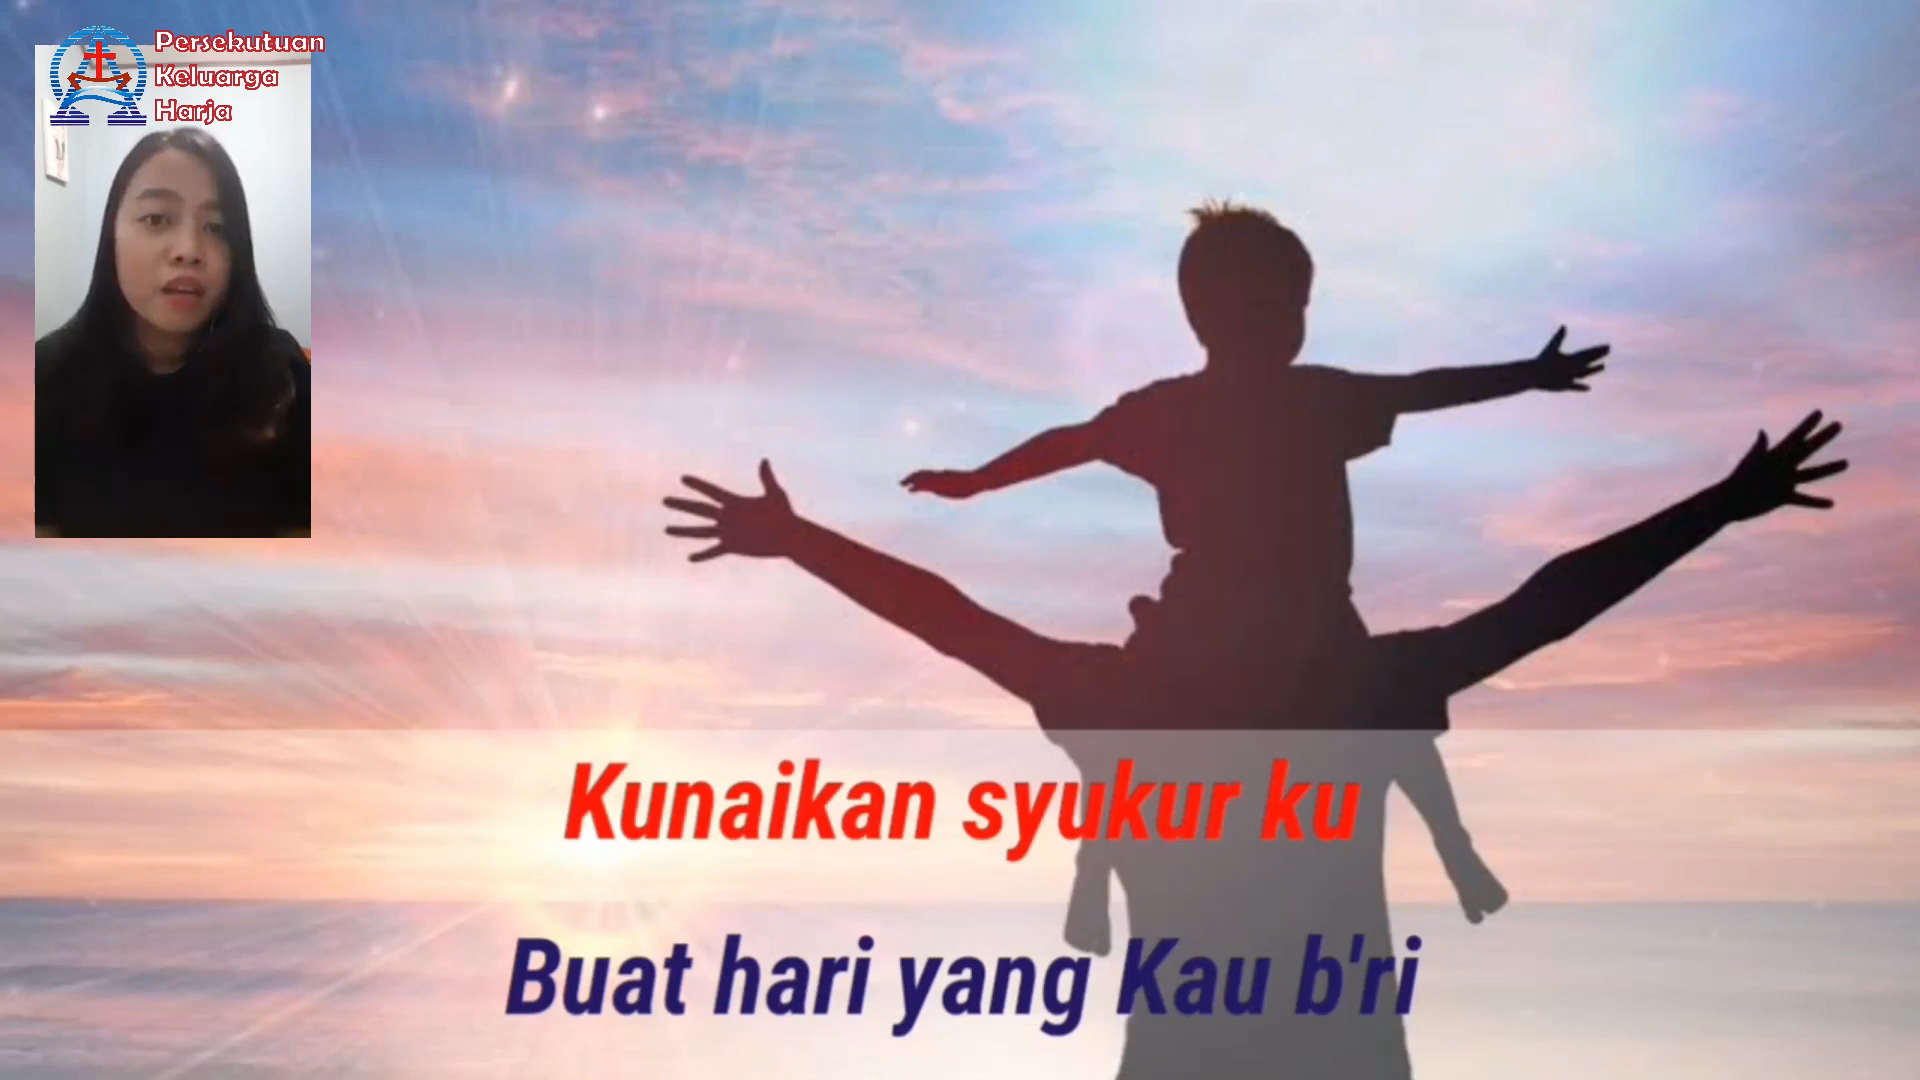 Persekutuan
Keluarga
Harja
Kunaikan syukur ku
Buat hari yang Kau b'ri